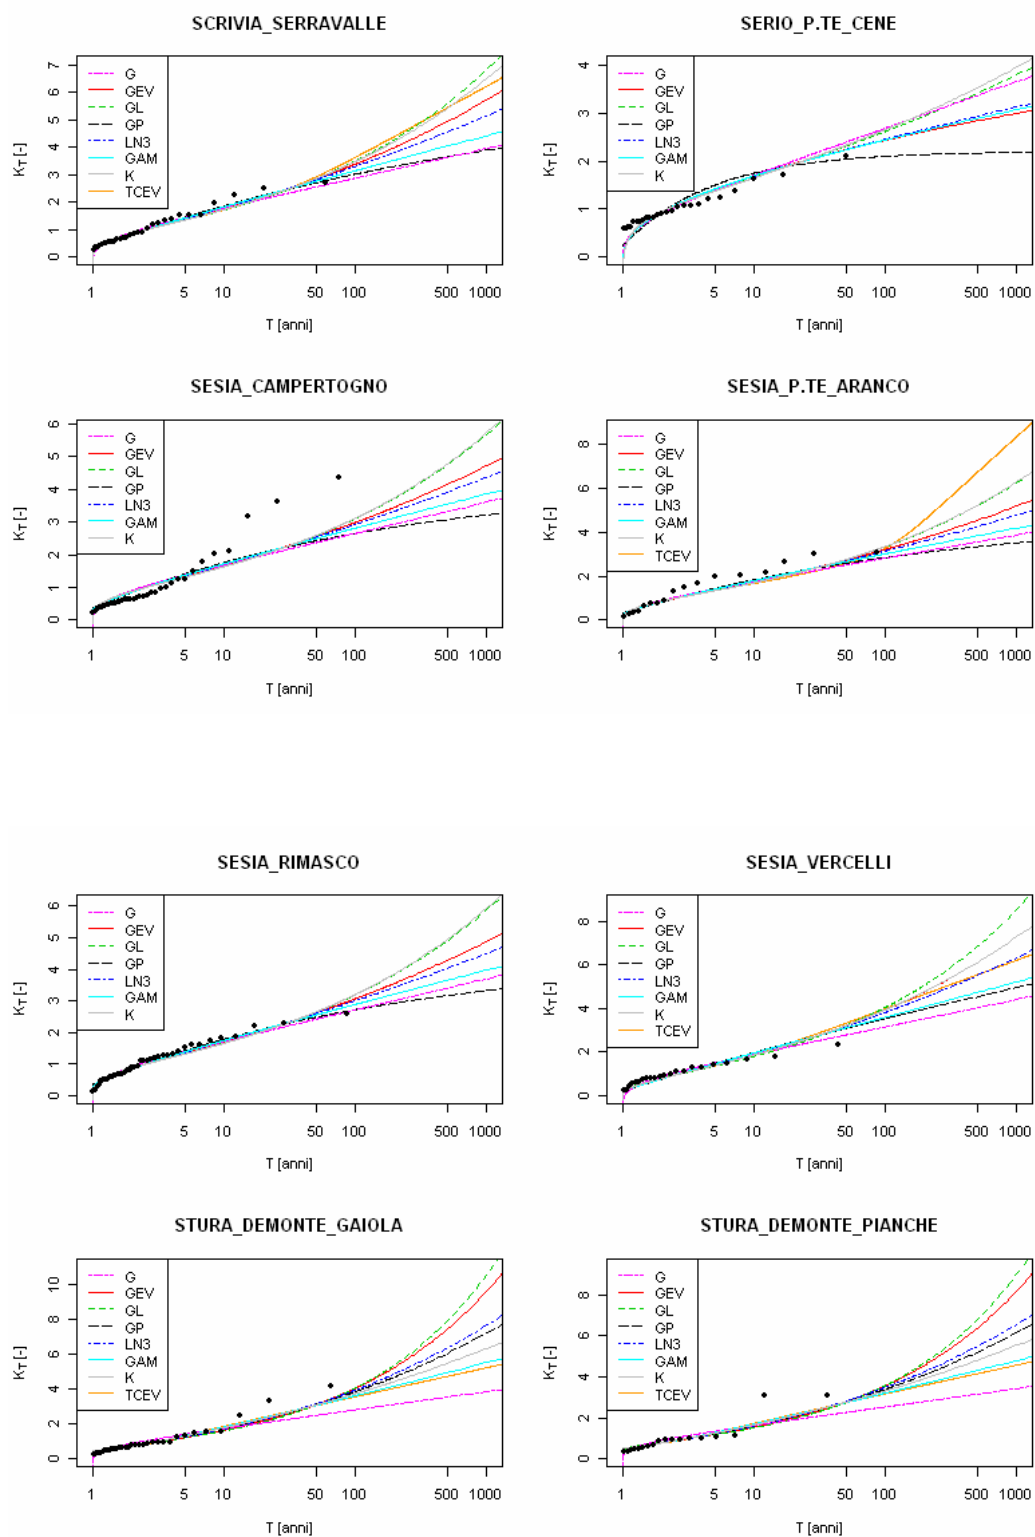 SCRIVIA_SERRAVALLE
7
6
5
4
3
2
1
0
K_T [-]
G
GEV
GL
GP
LN3
GAM
K
TCEV
1 5 10 50 100 500 1000
T [anni]
SERIO_P.TE_CENE
4
3
2
1
0
K_T [-]
G
GEV
GL
GP
LN3
GAM
K
1 5 10 50 100 500 1000
T [anni]
SESIA_CAMPERTOGNO
6
5
4
3
2
1
0
K_T [-]
G
GEV
GL
GP
LN3
GAM
K
1 5 10 50 100 500 1000
T [anni]
SESIA_P.TE_ARANCO
8
6
4
2
0
K_T [-]
G
GEV
GL
GP
LN3
GAM
K
TCEV
1 5 10 50 100 500 1000
T [anni]
SESIA_RIMASCO
6
5
4
3
2
1
0
K_T [-]
G
GEV
GL
GP
LN3
GAM
K
1 5 10 50 100 500 1000
T [anni]
SESIA_VERCELLI
8
6
4
2
0
K_T [-]
G
GEV
GL
GP
LN3
GAM
K
TCEV
1 5 10 50 100 500 1000
T [anni]
STURA_DEMONTE_GAIOLA
10
8
6
4
2
0
K_T [-]
G
GEV
GL
GP
LN3
GAM
K
TCEV
1 5 10 50 100 500 1000
T [anni]
STURA_DEMONTE_PIANCHE
8
6
4
2
0
K_T [-]
G
GEV
GL
GP
LN3
GAM
K
TCEV
1 5 10 50 100 500 1000
T [anni]